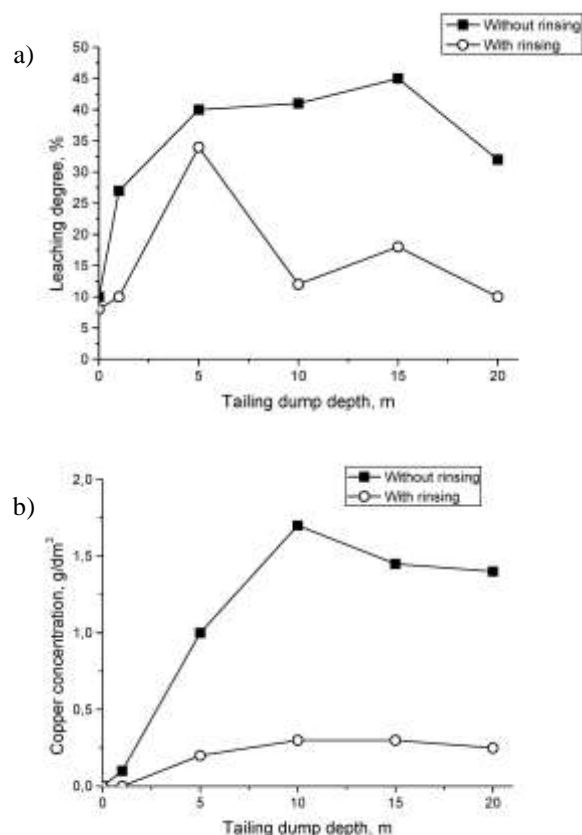 a)
Without rinsing
With rinsing
50
45
40
35
30
25
20
15
10
5
0
Leaching degree, %
0 5 10 15 20
Tailing dump depth, m
b)
Without rinsing
With rinsing
2,0
1,5
1,0
0,5
0,0
Copper concentration, g/dm²
0 5 10 15 20
Tailing dump depth, m